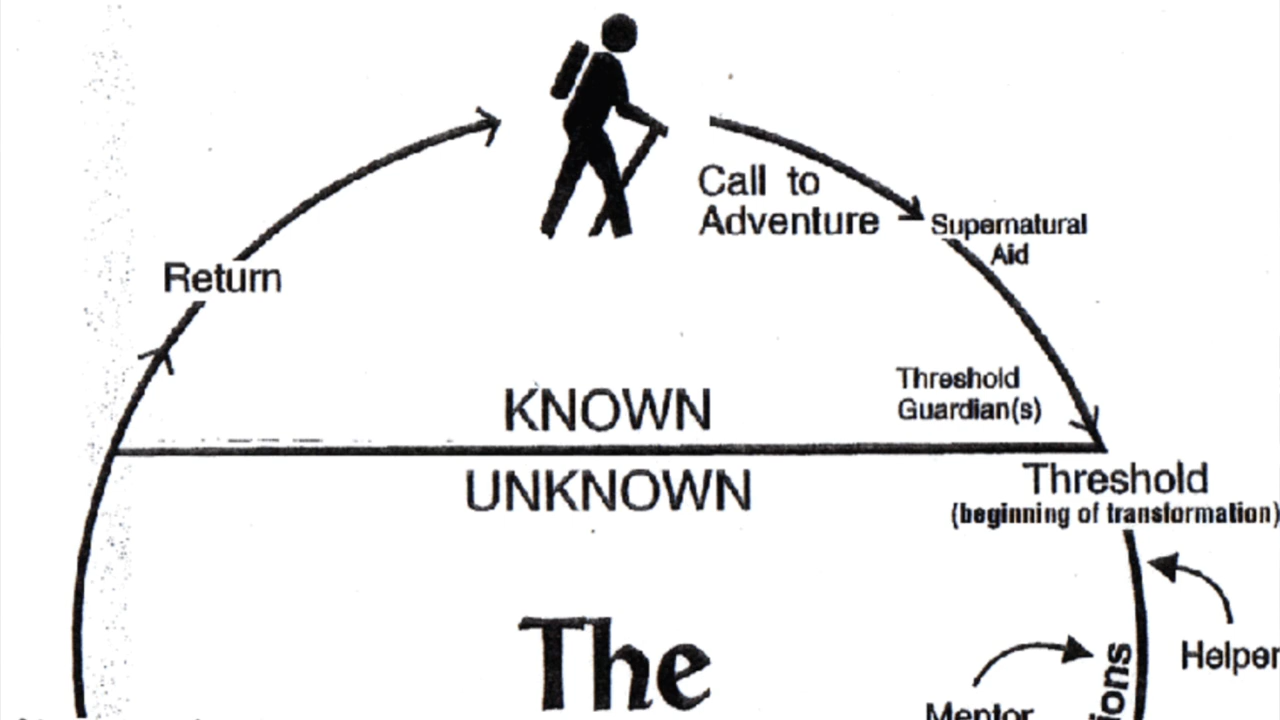 Call to
Adventure
Supernatural
Aid
Return
Threshold
Guardian(s)
KNOWN
UNKNOWN
Threshold
(beginning of transformation)
The
Helper
Mentor